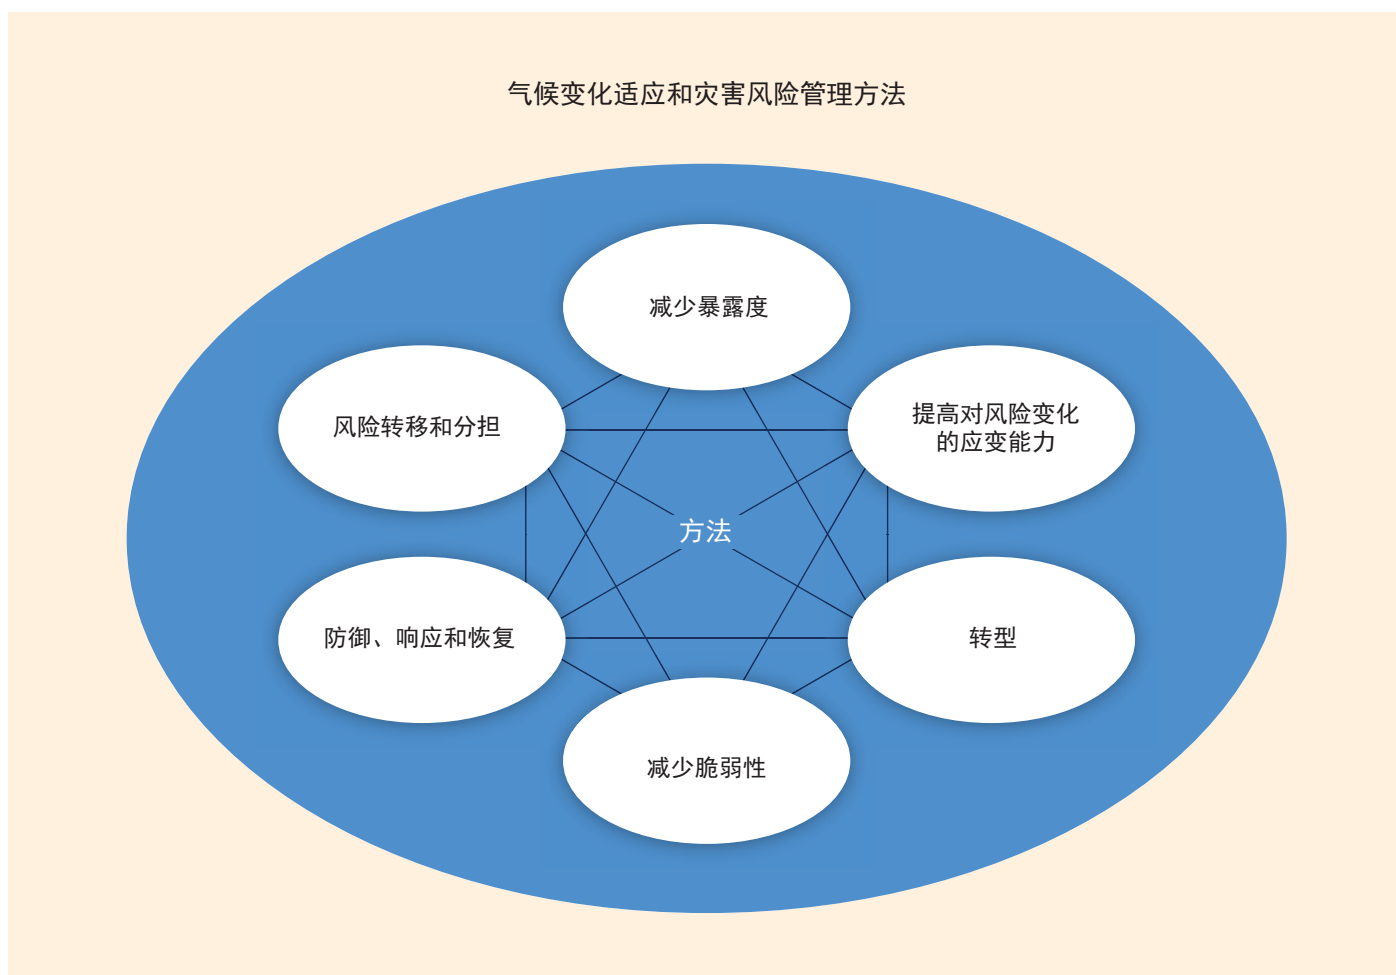 气候变化适应和灾害风险管理方法
减少暴露度
风险转移和分担
提高对风险变化
的应变能力
方法
防御、响应和恢复
转型
减少脆弱性